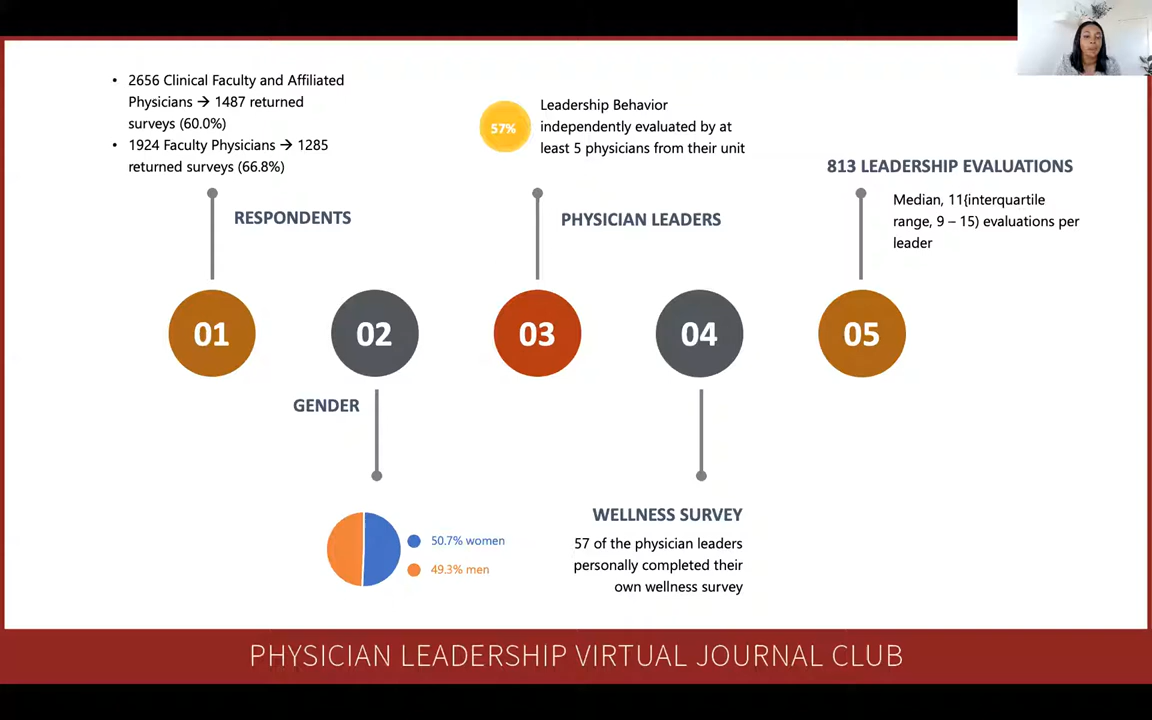 • 2656 Clinical Faculty and Affiliated
Physicians → 1487 returned
surveys (60.0%)
• 1924 Faculty Physicians → 1285
returned surveys (66.8%)
RESPONDENTS
57%
Leadership Behavior
independently evaluated by at
least 5 physicians from their unit
PHYSICIAN LEADERS
813 LEADERSHIP EVALUATIONS
Median, 11{interquartile
range, 9 – 15) evaluations per
leader
01
02
03
04
05
GENDER
50.7% women
49.3% men
WELLNESS SURVEY
57 of the physician leaders
personally completed their
own wellness survey
PHYSICIAN LEADERSHIP VIRTUAL JOURNAL CLUB